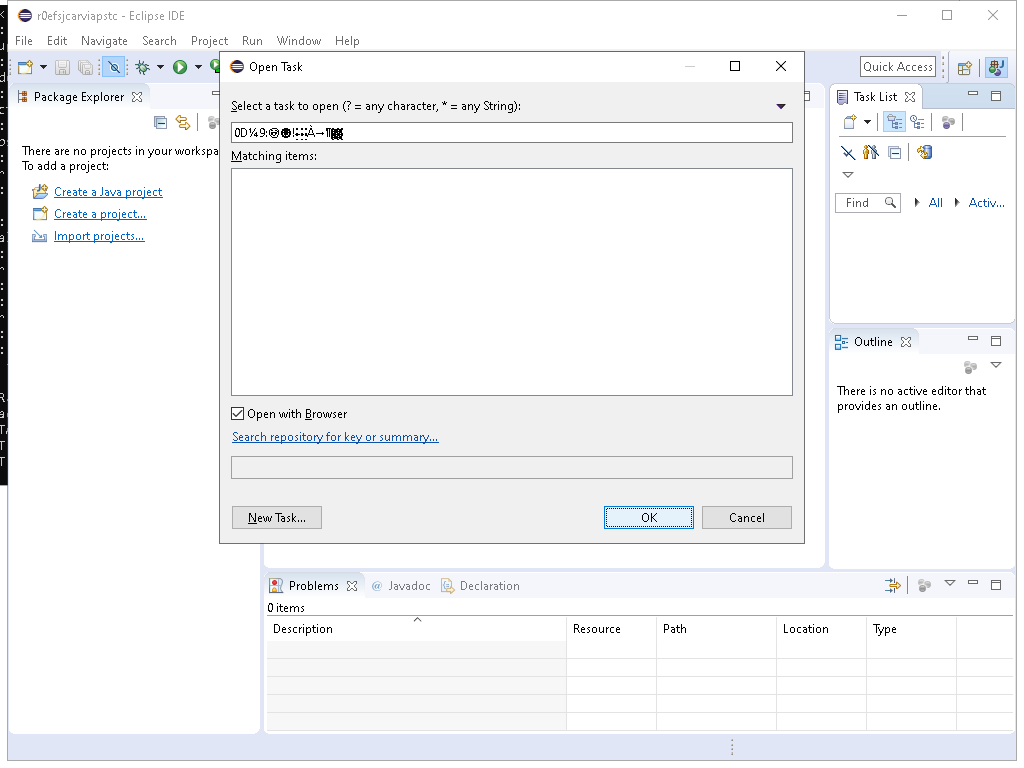 r0efsjcarviapstc - Eclipse IDE
File Edit Navigate Search Project Run Window Help
Quick Access
Package Explorer
There are no projects in your workspa
To add a project:
Create a Java project
Create a project...
Import projects...
Open Task
Select a task to open (? = any character, * = any String):
Matching items:
Open with Browser
Search repository for key or summary...
New Task...
OK
Cancel
Task List
Find
All
Activ...
Outline
There is no active editor that
provides an outline.
Problems
@ Javadoc
Declaration
0 items
Description Resource Path Location Type